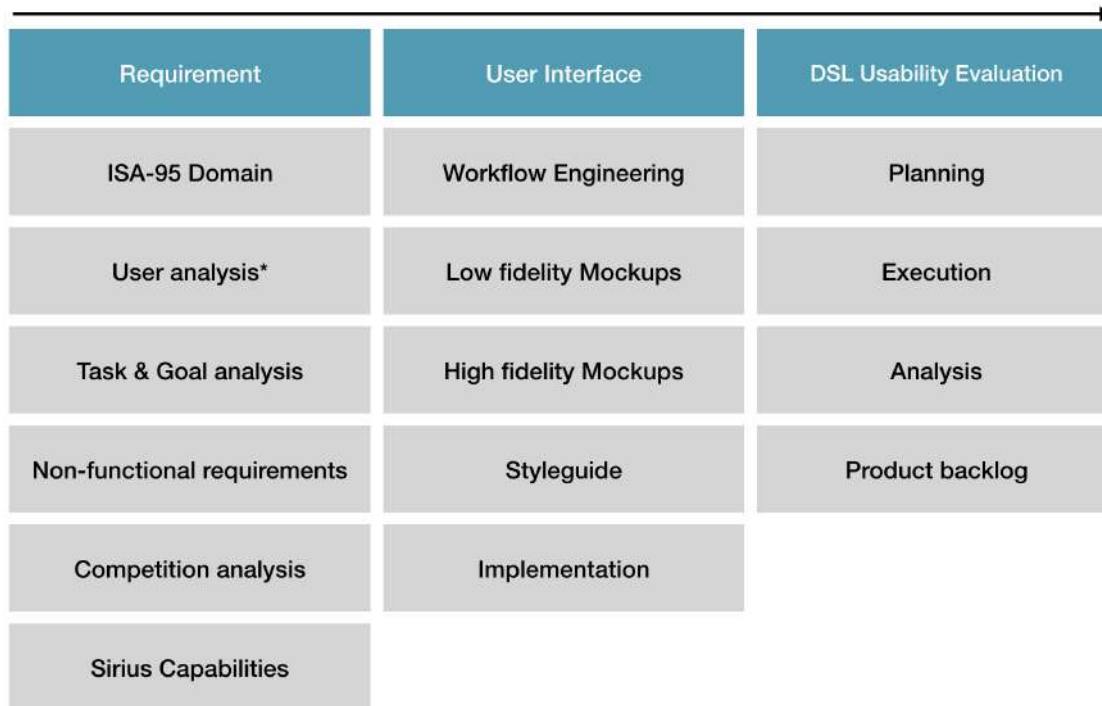 Requirement
User Interface
DSL Usability Evaluation
ISA-95 Domain
Workflow Engineering
Planning
User analysis*
Low fidelity Mockups
Execution
Task & Goal analysis
High fidelity Mockups
Analysis
Non-functional requirements
Styleguide
Product backlog
Competition analysis
Implementation
Sirius Capabilities